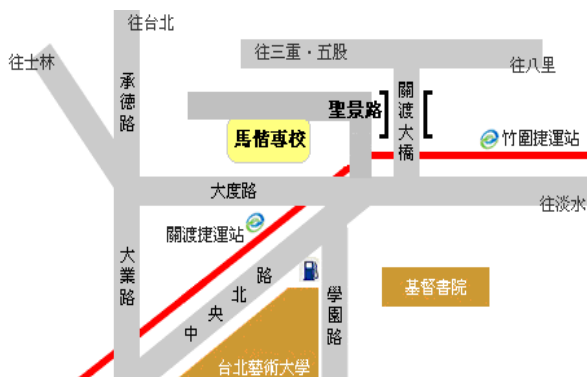 往台北
往三重．五股
往士林
往八里
承德路
關渡大橋
聖景路
馬偕專校
竹圍捷運站
大度路
往淡水
關渡捷運站
大業路
中央北路
學園路
基督書院
台北藝術大學